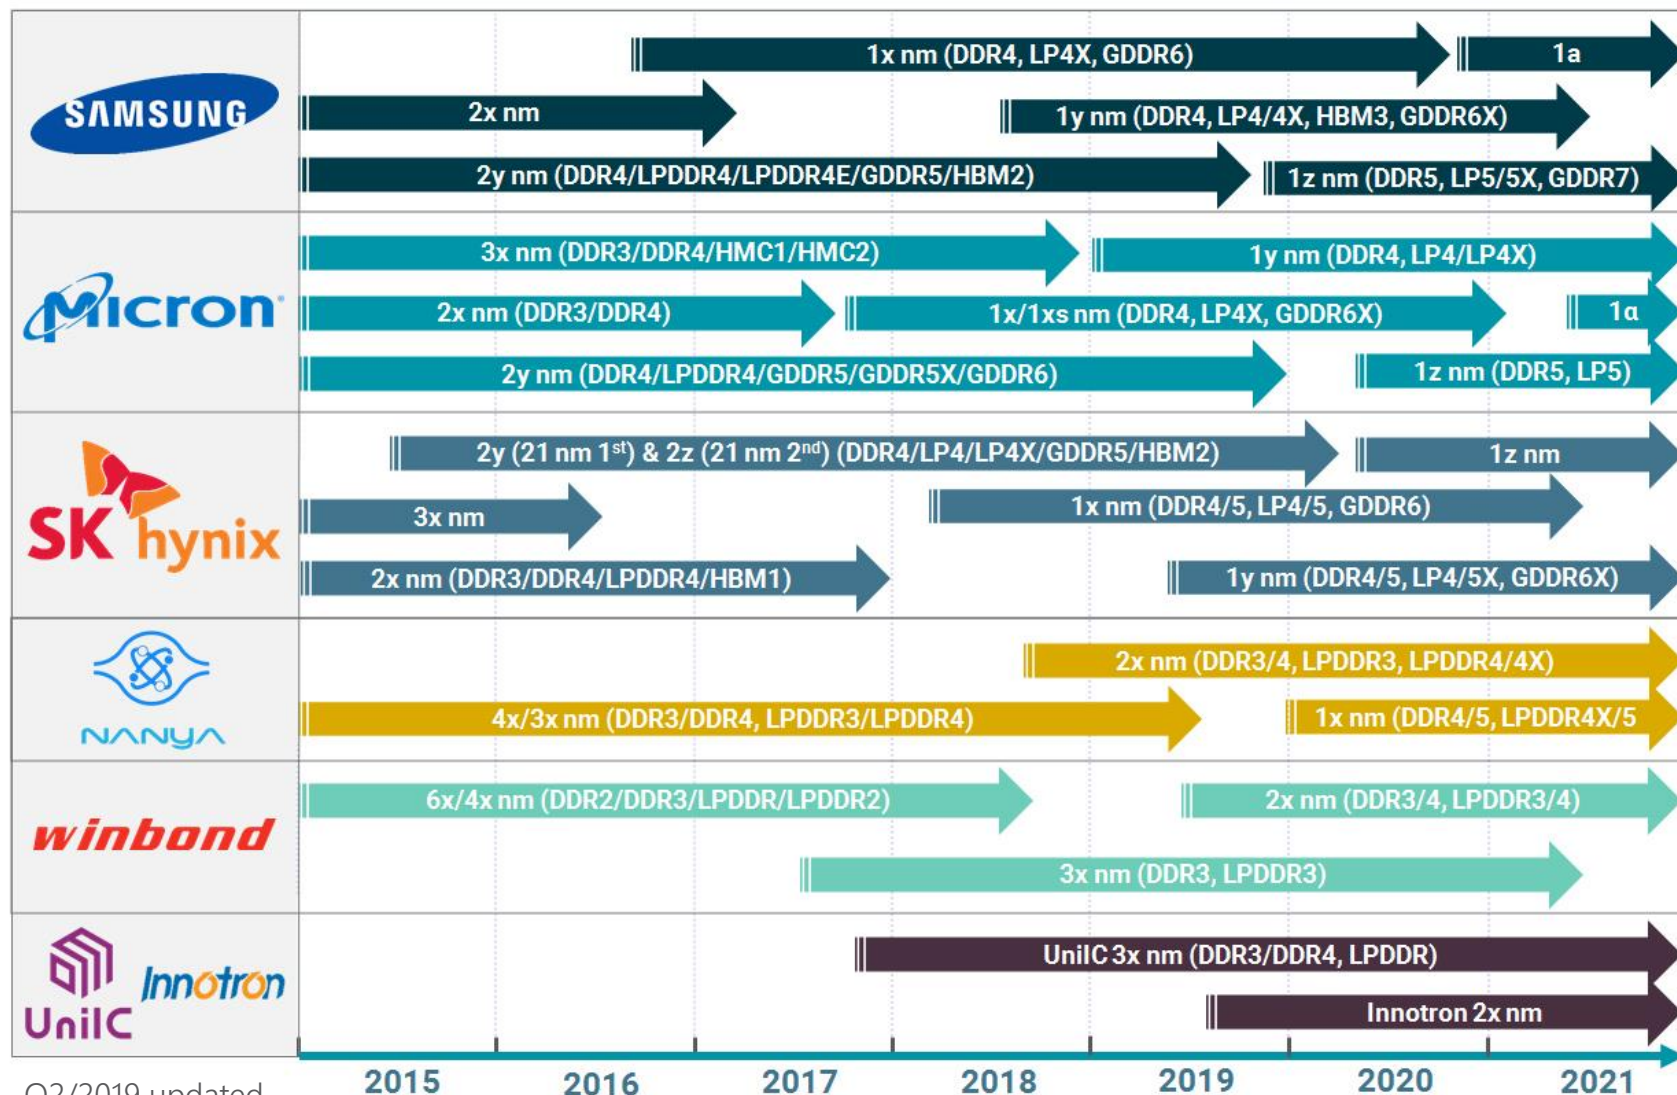 SAMSUNG
1x nm (DDR4, LP4X, GDDR6)
1a
2x nm
1y nm (DDR4, LP4/4X, HBM3, GDDR6X)
2y nm (DDR4/LPDDR4/LPDDR4E/GDDR5/HBM2)
1z nm (DDR5, LP5/5X, GDDR7)
Micron
3x nm (DDR3/DDR4/HMC1/HMC2)
1y nm (DDR4, LP4/LP4X)
2x nm (DDR3/DDR4)
1x/1xs nm (DDR4, LP4X, GDDR6X)
1α
2y nm (DDR4/LPDDR4/GDDR5/GDDR5X/GDDR6)
1z nm (DDR5, LP5)
SK hynix
2y (21 nm 1st) & 2z (21 nm 2nd) (DDR4/LP4/LP4X/GDDR5/HBM2)
1z nm
3x nm
1x nm (DDR4/5, LP4/5, GDDR6)
2x nm (DDR3/DDR4/LPDDR4/HBM1)
1y nm (DDR4/5, LP4/5X, GDDR6X)
NANYA
2x nm (DDR3/4, LPDDR3, LPDDR4/4X)
4x/3x nm (DDR3/DDR4, LPDDR3/LPDDR4)
1x nm (DDR4/5, LPDDR4X/5
winbond
6x/4x nm (DDR2/DDR3/LPDDR/LPDDR2)
2x nm (DDR3/4, LPDDR3/4)
3x nm (DDR3, LPDDR3)
UniIC
Innotron
UniIC 3x nm (DDR3/DDR4, LPDDR)
Innotron 2x nm
2015 2016 2017 2018 2019 2020 2021
Q2/2019 updated